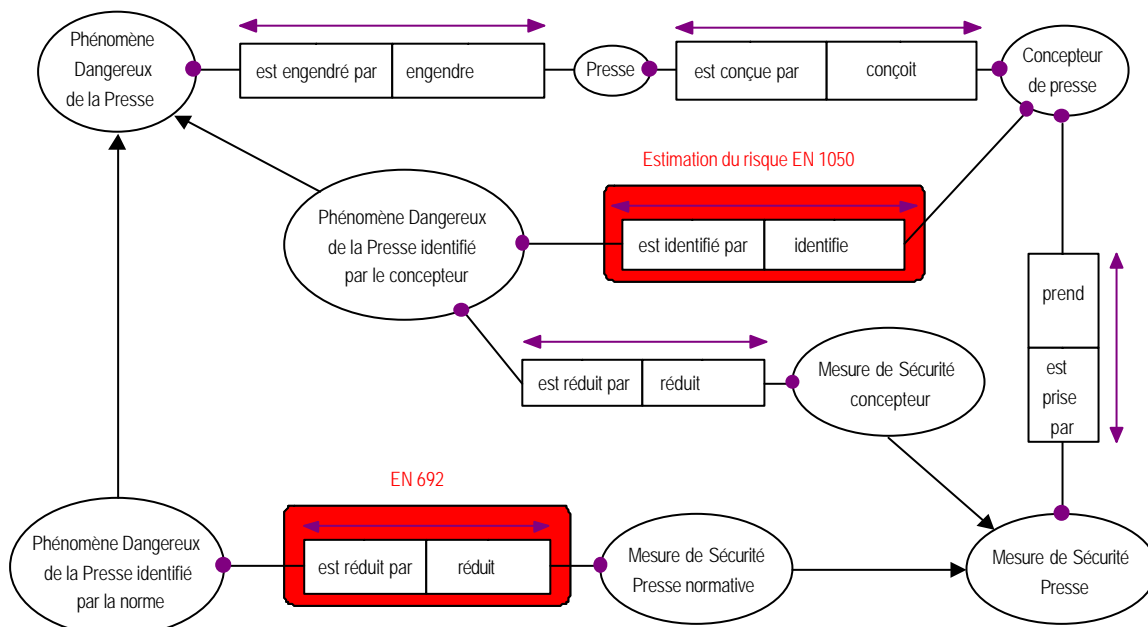 Phénomène
Dangereux
de la Presse
est engendré par
engendre
Presse
est conçue par
conçoit
Concepteur
de presse
Estimation du risque EN 1050
Phénomène Dangereux
de la Presse identifié
par le concepteur
est identifié par
identifie
prend
est
prise
par
est réduit par
réduit
Mesure de Sécurité
concepteur
EN 692
Phénomène Dangereux
de la Presse identifié
par la norme
est réduit par
réduit
Mesure de Sécurité
Presse normative
Mesure de Sécurité
Presse